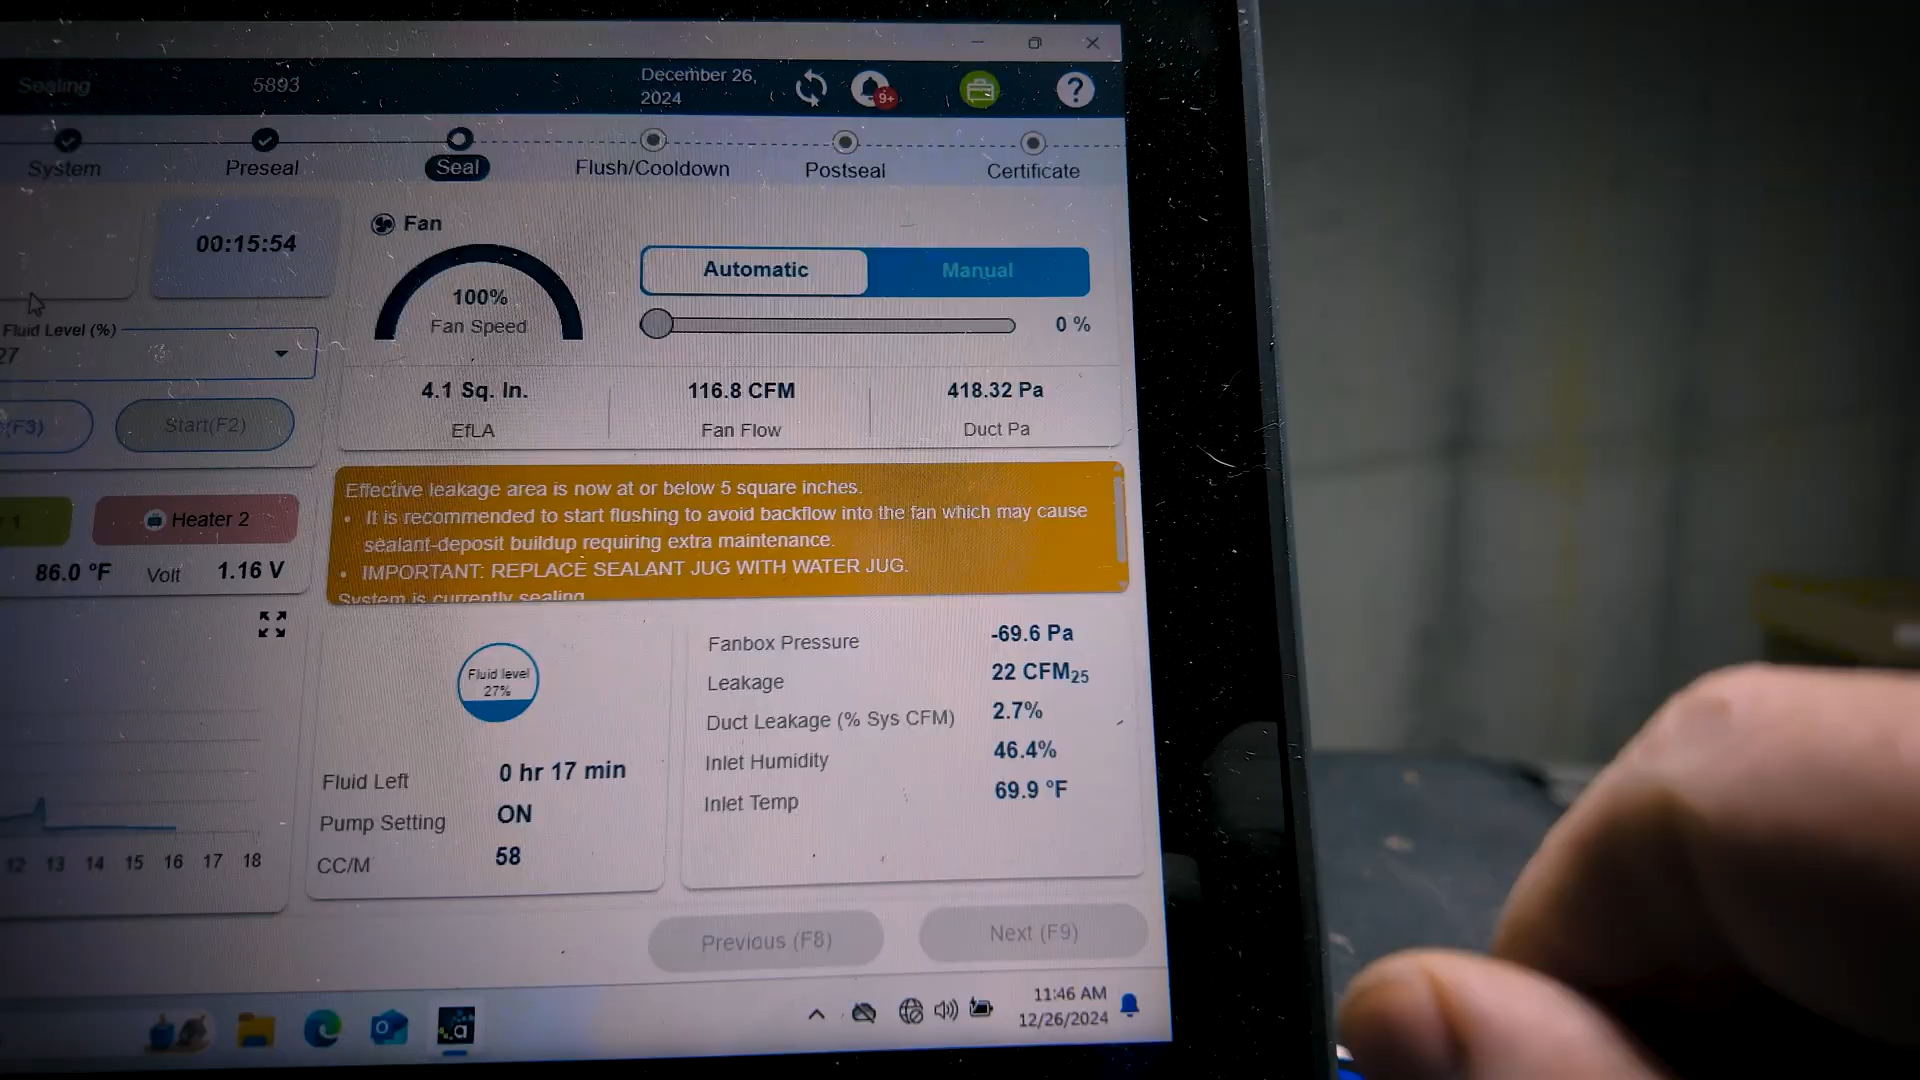 Sealing
5893
December 26,
2024
9+
?
System
Preseal
Seal
Flush/Cooldown
Postseal
Certificate
00:15:54
Fan
100%
Fan Speed
Automatic
Manual
0 %
Fluid Level (%)
27
(F3)
Start(F2)
4.1 Sq. In.
116.8 CFM
418.32 Pa
EfLA
Fan Flow
Duct Pa
Effective leakage area is now at or below 5 square inches.
• It is recommended to start flushing to avoid backflow into the fan which may cause
sealant-deposit buildup requiring extra maintenance.
• IMPORTANT: REPLACE SEALANT JUG WITH WATER JUG.
System is currently sealing
1
Heater 2
86.0 °F
Volt
1.16 V
Fluid level
27%
Fluid Left
0 hr 17 min
Pump Setting
ON
CC/M
58
Fanbox Pressure
-69.6 Pa
Leakage
22 CFM25
Duct Leakage (% Sys CFM)
2.7%
Inlet Humidity
46.4%
Inlet Temp
69.9 °F
12 13 14 15 16 17 18
Previous (F8)
Next (F9)
.a
11:46 AM
12/26/2024